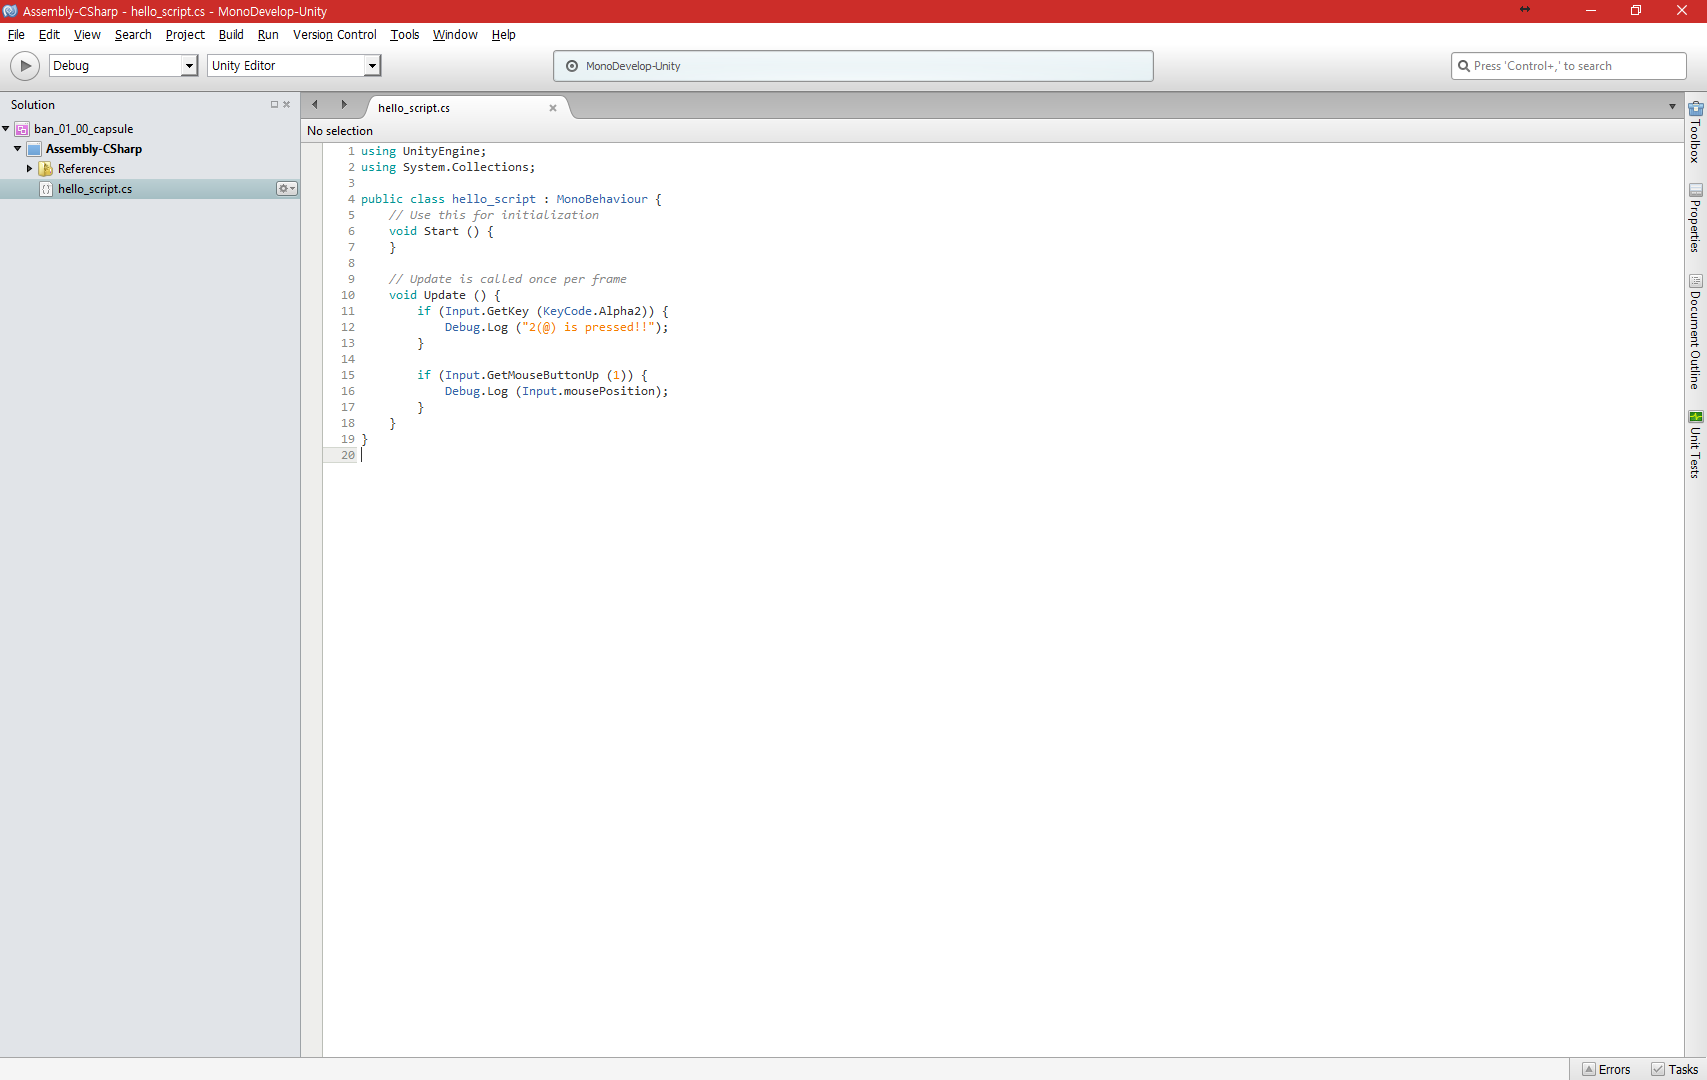 Assembly-CSharp - hello_script.cs - MonoDevelop-Unity
File Edit View Search Project Build Run Version Control Tools Window Help
Debug Unity Editor MonoDevelop-Unity Press 'Control+,' to search
Solution
hello_script.cs
No selection
ban_01_00_capsule
Assembly-CSharp
References
hello_script.cs
1 using UnityEngine;
2 using System.Collections;
3
4 public class hello_script : MonoBehaviour {
5     // Use this for initialization
6     void Start () {
7     }
8
9     // Update is called once per frame
10     void Update () {
11         if (Input.GetKey (KeyCode.Alpha2)) {
12             Debug.Log ("2(@) is pressed!!");
13         }
14
15         if (Input.GetMouseButtonUp (1)) {
16             Debug.Log (Input.mousePosition);
17         }
18     }
19 }
20
Toolbox
Properties
Document Outline
Unit Tests
Errors Tasks